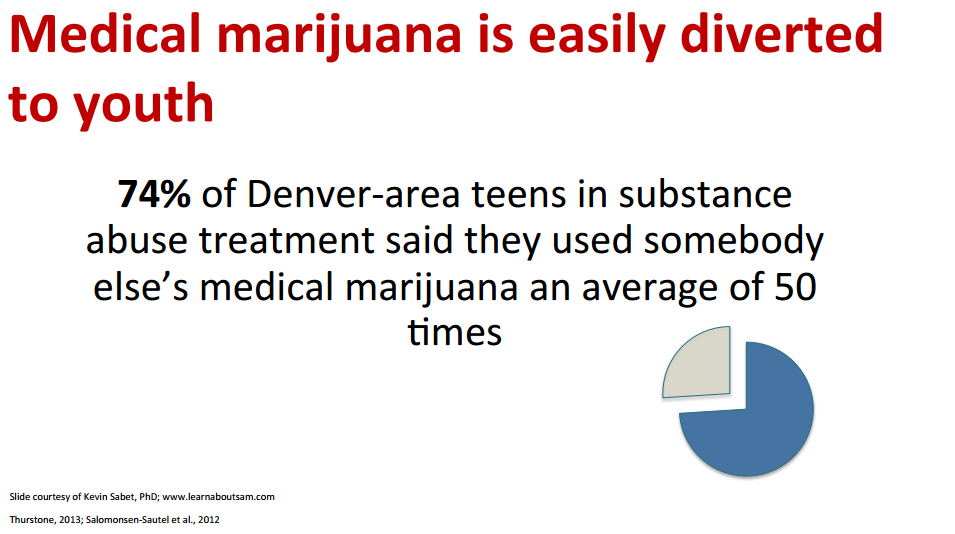 Medical marijuana is easily diverted
to youth
74% of Denver-area teens in substance
abuse treatment said they used somebody
else’s medical marijuana an average of 50
times
Slide courtesy of Kevin Sabet, PhD; www.learnaboutsam.com
Thurstone, 2013; Salomonsen-Sautel et al., 2012